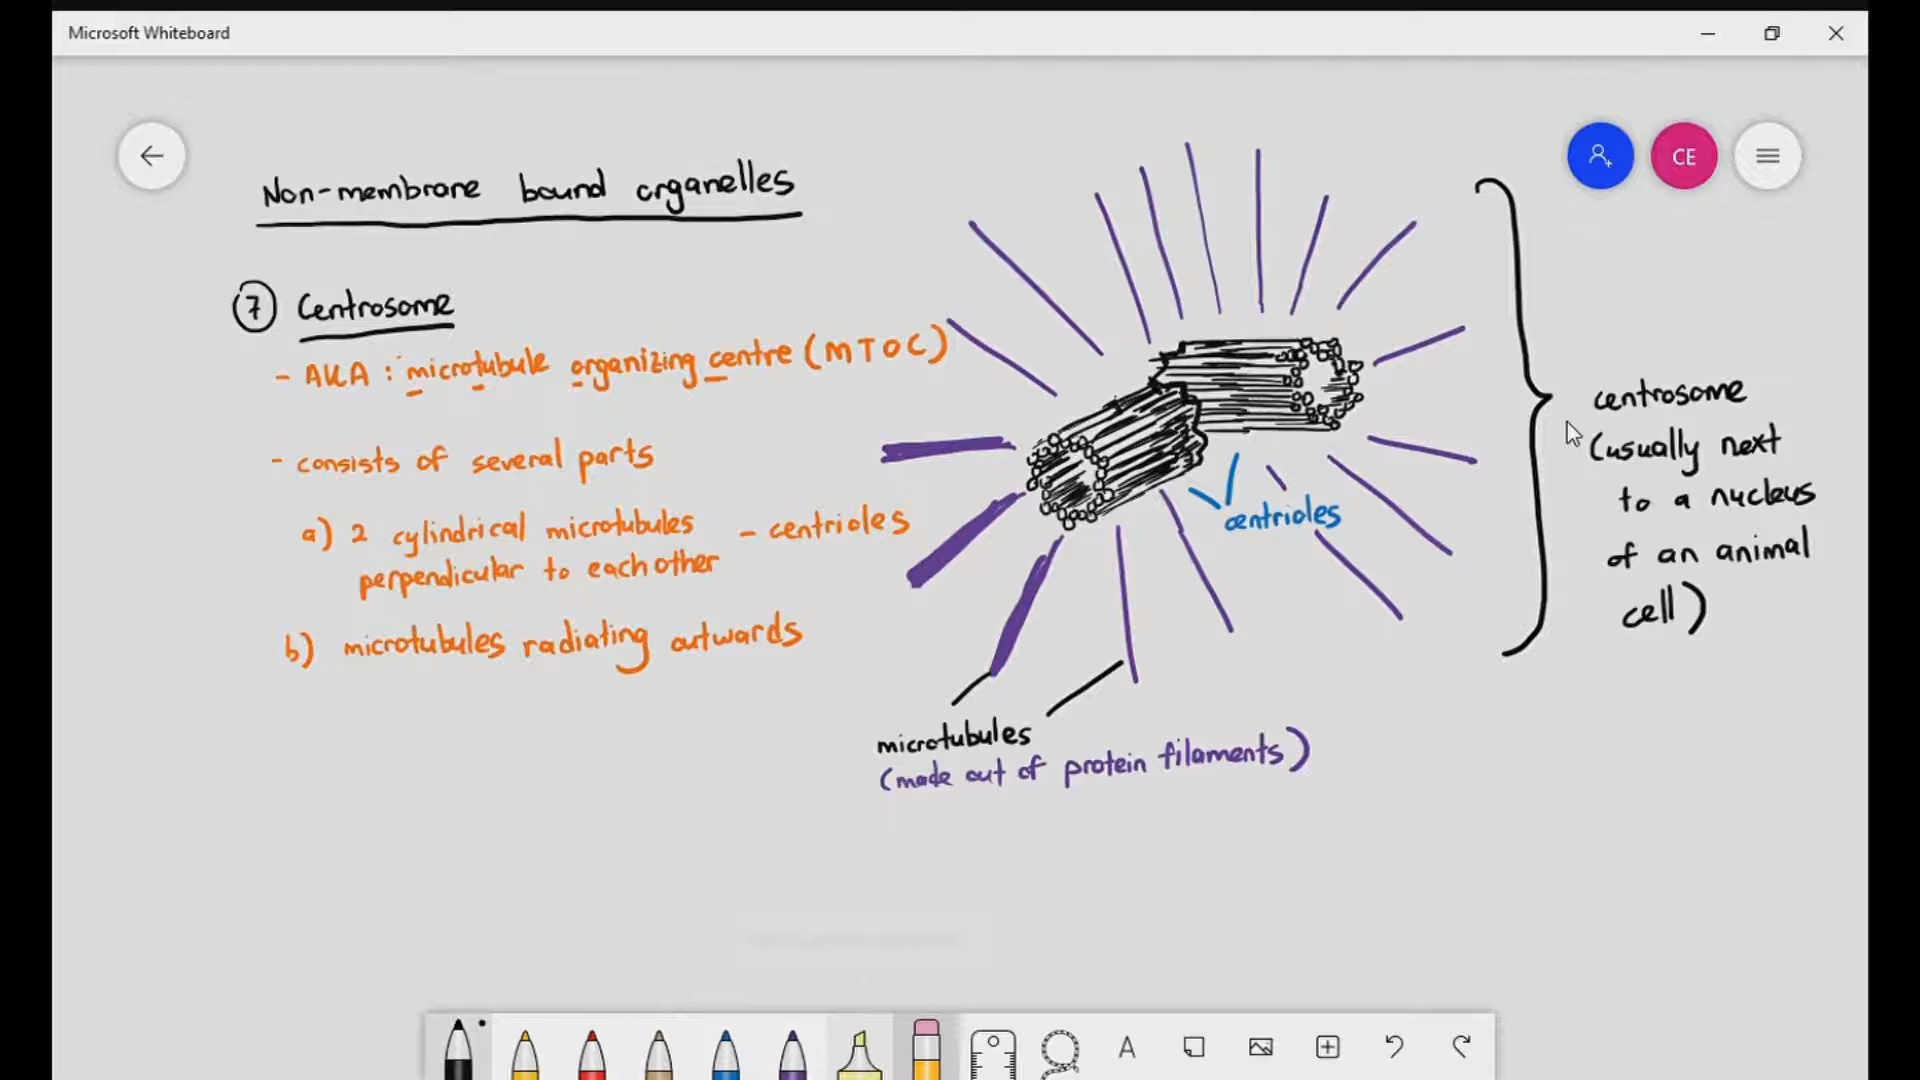 Microsoft Whiteboard
CE
Non-membrane bound organelles
7 Centrosome
- AKA : microtubule organizing centre (MTOC)
- consists of several parts
a) 2 cylindrical microtubules - centrioles
perpendicular to each other
b) microtubules radiating outwards
centrioles
microtubules
(made out of protein filaments)
centrosome
(usually next
to a nucleus
of an animal
cell)
A